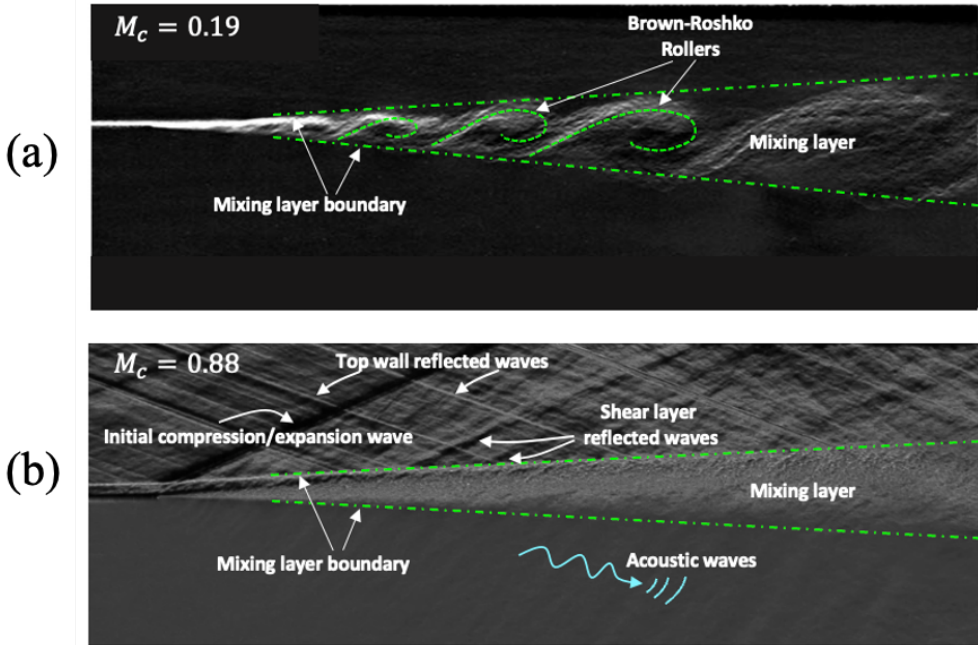 (a)
M_c = 0.19
Brown-Roshko
Rollers
Mixing layer
Mixing layer boundary
(b)
M_c = 0.88
Top wall reflected waves
Initial compression/expansion wave
Shear layer
reflected waves
Mixing layer
Mixing layer boundary
Acoustic waves